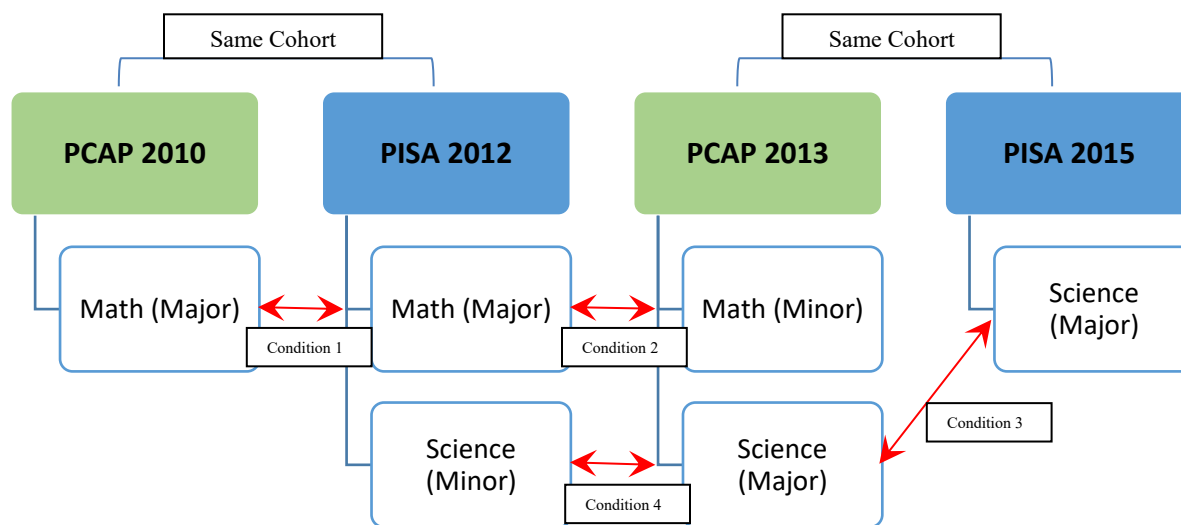 Same Cohort
Same Cohort
PCAP 2010
PISA 2012
PCAP 2013
PISA 2015
Math (Major)
Math (Major)
Math (Minor)
Science
(Major)
Condition 1
Condition 2
Science
(Minor)
Science
(Major)
Condition 3
Condition 4